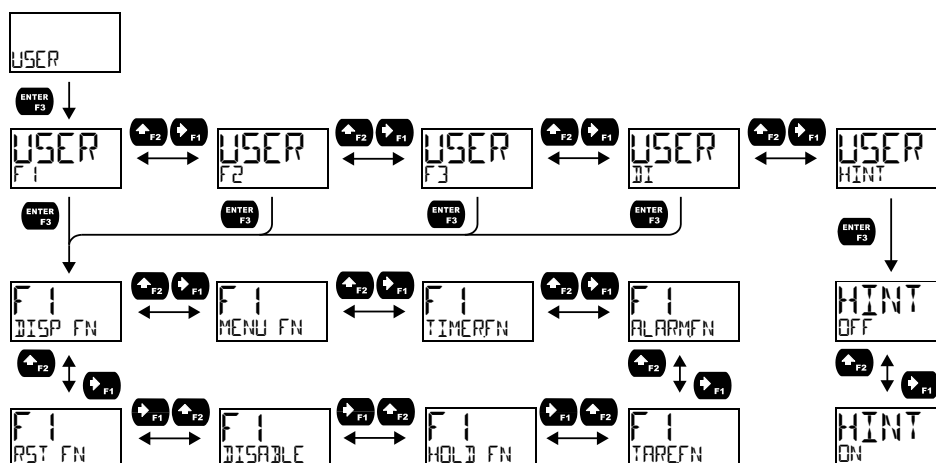 USER
ENTER F3
F2 F1 F2 F1 F2 F1 F2 F1
USER USER USER USER USER
F1 F2 F3 DI HINT
ENTER F3 ENTER F3 ENTER F3 ENTER F3 ENTER F3
F2 F1 F2 F1 F2 F1
F1 F1 F1 F1 HINT
DISP FN MENU FN TIMERFN ALARMFN OFF
F2 F1 F2 F1 F2 F1
F1 F2 F1 F2 F1 F2
F1 F1 F1 F1 HINT
RST FN DISABLE HOLD FN TAREFN ON